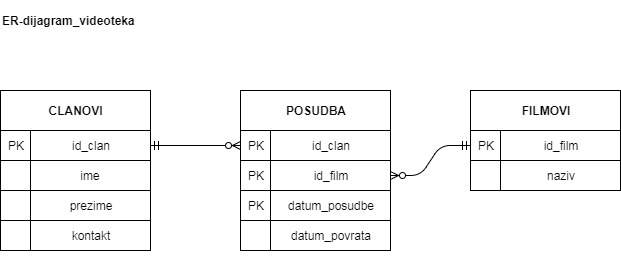 ER-dijagram_videoteka
CLANOVI
PK id_clan
ime
prezime
kontakt
POSUDBA
PK id_clan
PK id_film
PK datum_posudbe
datum_povrata
FILMOVI
PK id_film
naziv